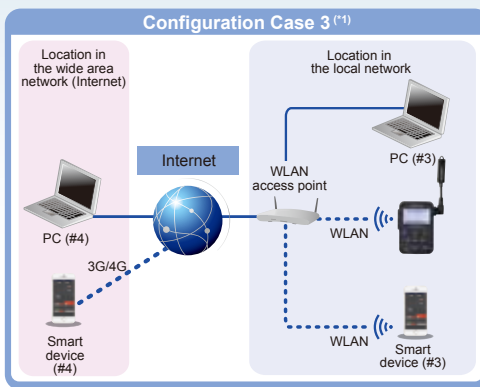 Configuration Case 3 (*1)
Location in
the wide area
network (Internet)
Location in
the local network
Internet
WLAN
access point
PC (#3)
PC (#4)
WLAN
3G/4G
Smart
device
(#4)
WLAN
Smart
device (#3)